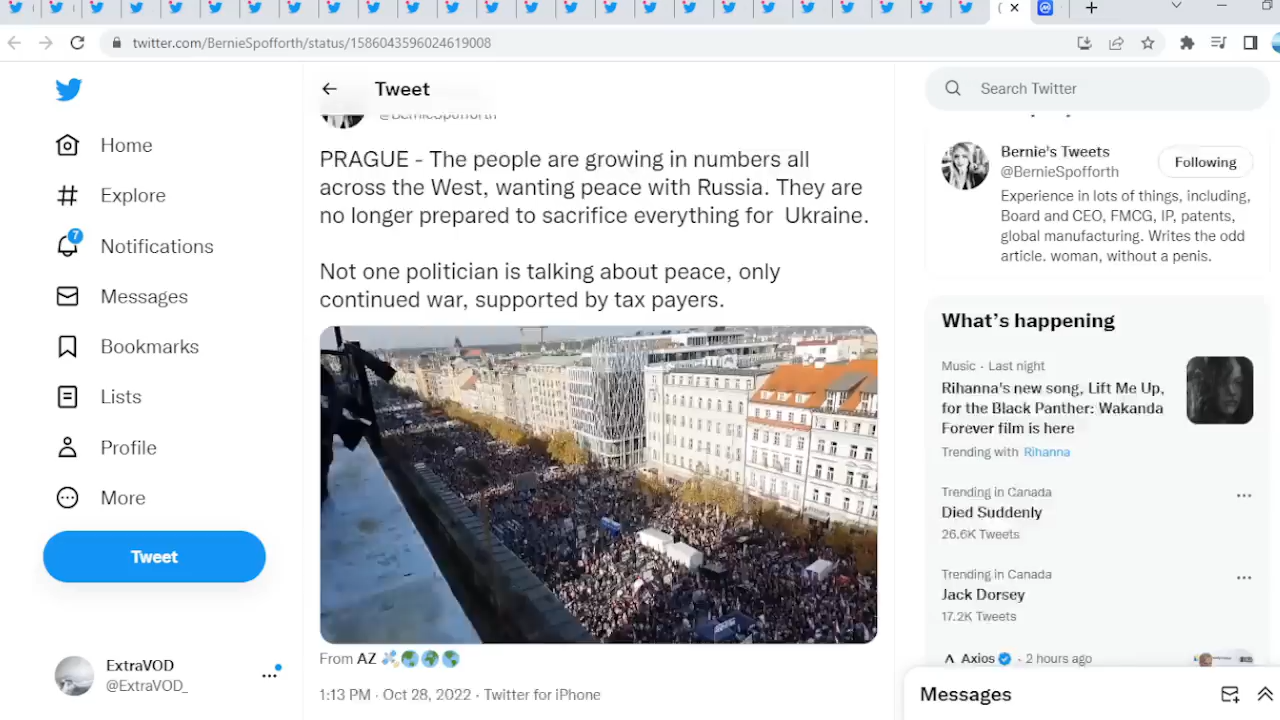 twitter.com/BernieSpofforth/status/1586043596024619008
Home
Explore
7
Notifications
Messages
Bookmarks
Lists
Profile
More
Tweet
ExtraVOD
@ExtraVOD_
Tweet
@BernieSpofforth
PRAGUE - The people are growing in numbers all
across the West, wanting peace with Russia. They are
no longer prepared to sacrifice everything for Ukraine.
Not one politician is talking about peace, only
continued war, supported by tax payers.
From AZ
1:13 PM · Oct 28, 2022 · Twitter for iPhone
Search Twitter
Bernie's Tweets
@BernieSpofforth
Following
Experience in lots of things, including,
Board and CEO, FMCG, IP, patents,
global manufacturing. Writes the odd
article. woman, without a penis.
What's happening
Music · Last night
Rihanna's new song, Lift Me Up,
for the Black Panther: Wakanda
Forever film is here
Trending with Rihanna
Trending in Canada
Died Suddenly
26.6K Tweets
Trending in Canada
Jack Dorsey
17.2K Tweets
Axios · 2 hours ago
Messages